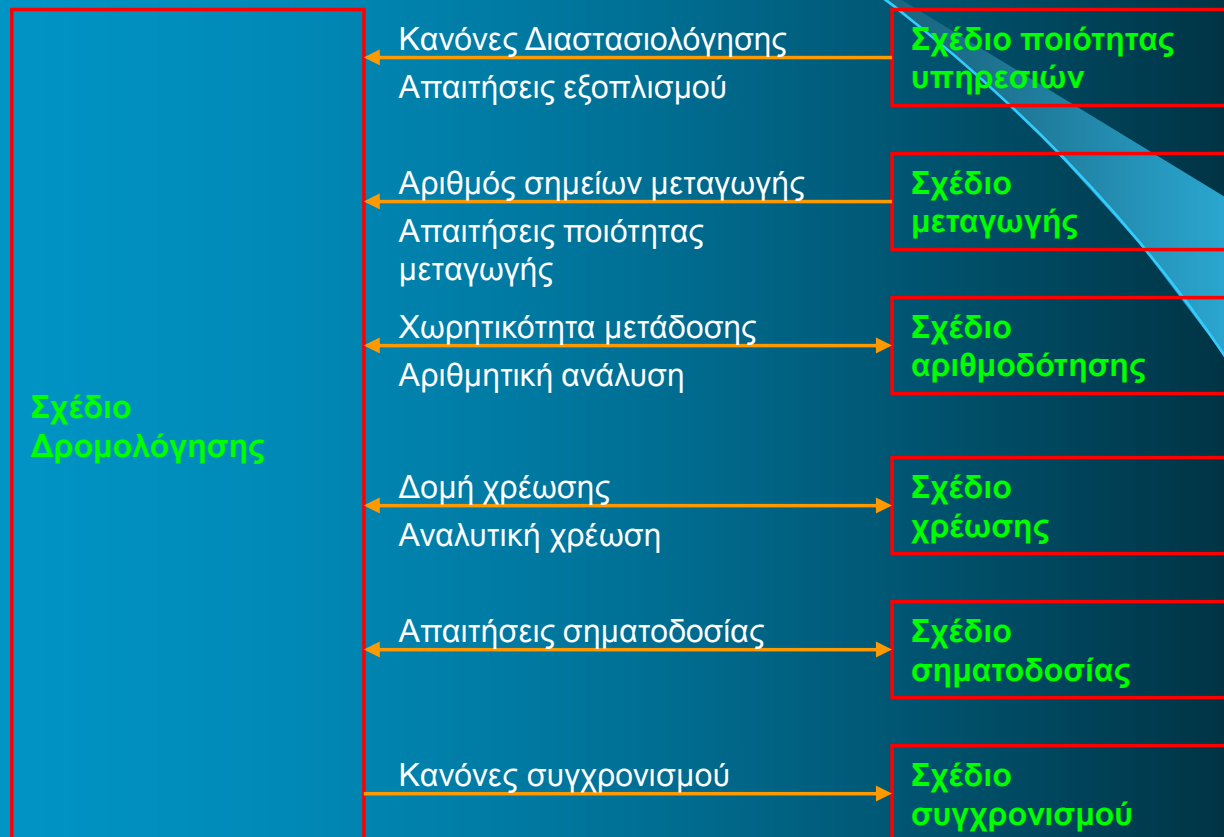 Κανόνες Διαστασιολόγησης
Απαιτήσεις εξοπλισμού
Σχέδιο ποιότητας
υπηρεσιών
Αριθμός σημείων μεταγωγής
Απαιτήσεις ποιότητας
μεταγωγής
Σχέδιο
μεταγωγής
Χωρητικότητα μετάδοσης
Αριθμητική ανάλυση
Σχέδιο
αριθμοδότησης
Σχέδιο
Δρομολόγησης
Δομή χρέωσης
Αναλυτική χρέωση
Σχέδιο
χρέωσης
Απαιτήσεις σηματοδοσίας
Σχέδιο
σηματοδοσίας
Κανόνες συγχρονισμού
Σχέδιο
συγχρονισμού